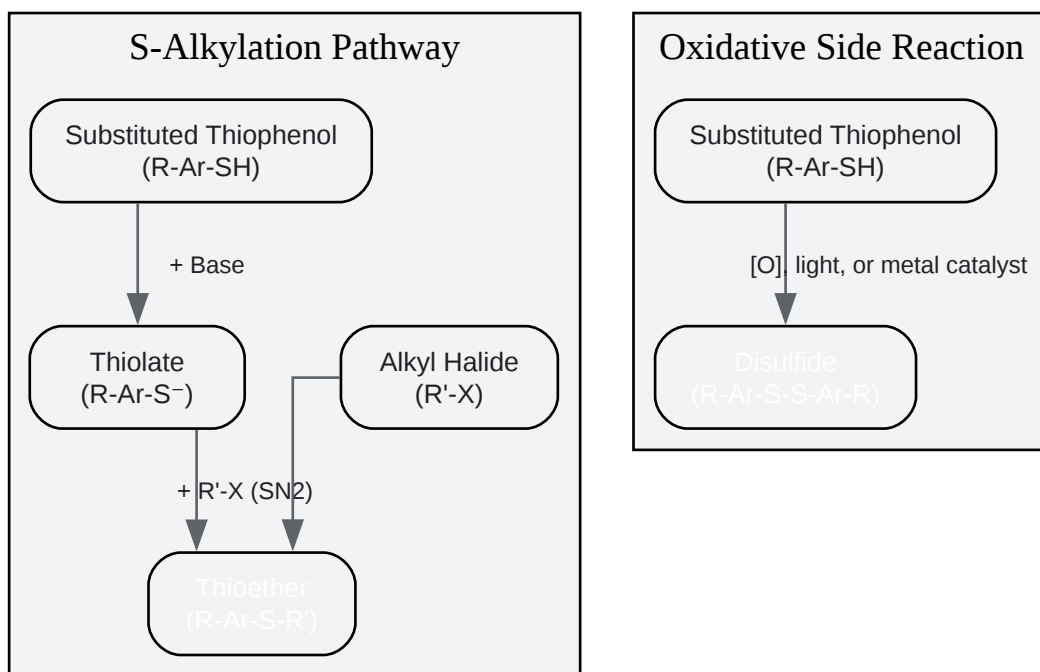 S-Alkylation Pathway
Substituted Thiophenol
(R-Ar-SH)
+ Base
Thiolate
(R-Ar-S⁻)
Alkyl Halide
(R'-X)
+ R'-X (SN2)
Thioether
(R-Ar-S-R')
Oxidative Side Reaction
Substituted Thiophenol
(R-Ar-SH)
[O], light, or metal catalyst
Disulfide
(R-Ar-S-S-Ar-R)